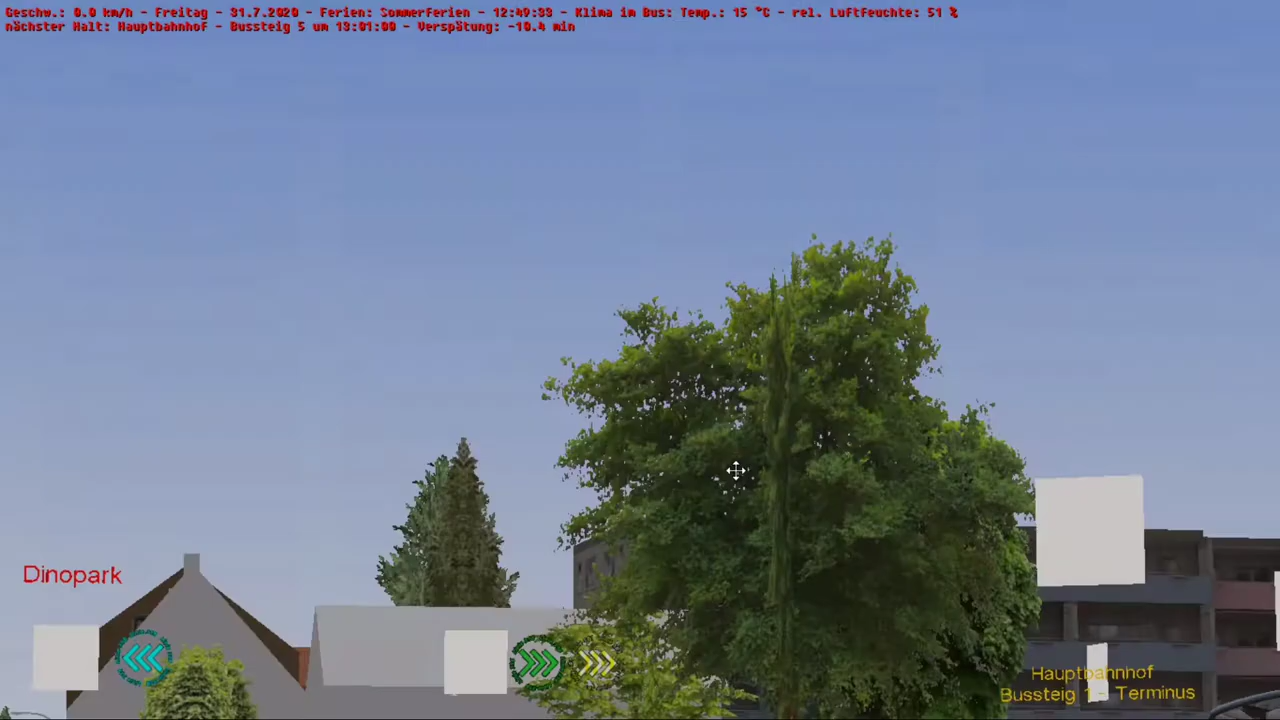 Geschw.: 0.0 km/h - Freitag - 31.7.2020 - Ferien: Sommerferien - 12:49:33 - Klima im Bus: Temp.: 15 °C - rel. Luftfeuchte: 51 %
nächster Halt: Hauptbahnhof - Bussteig 5 um 13:01:00 - Verspätung: -10.4 min
Dinopark
Hauptbahnhof
Bussteig 1 - Terminus